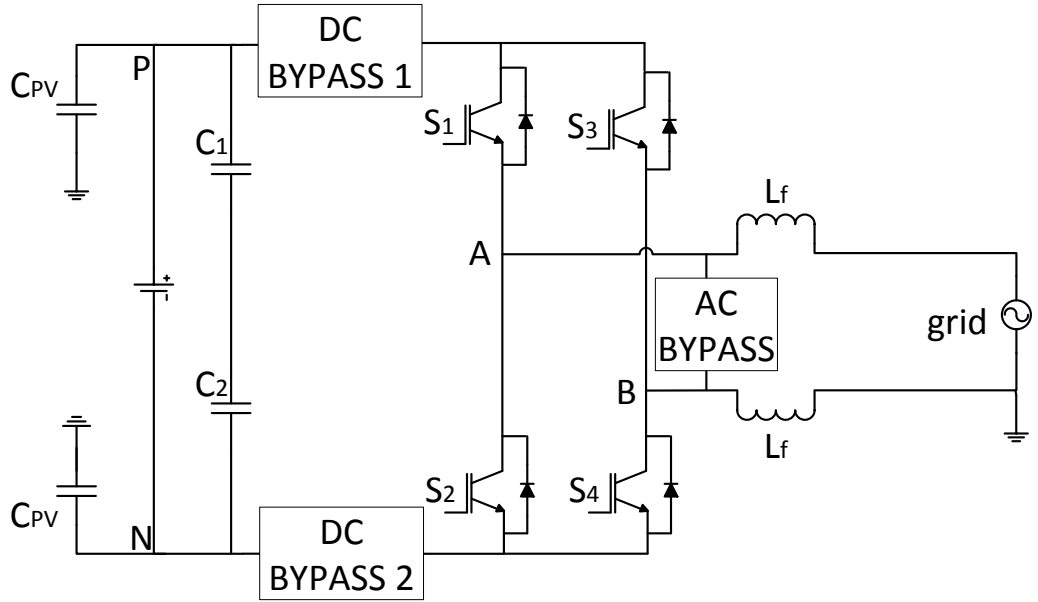 DC
BYPASS 1
P
CPV
S1
S3
C1
Lf
A
+
-
AC
BYPASS
grid
C2
B
Lf
S2
S4
CPV
N
DC
BYPASS 2